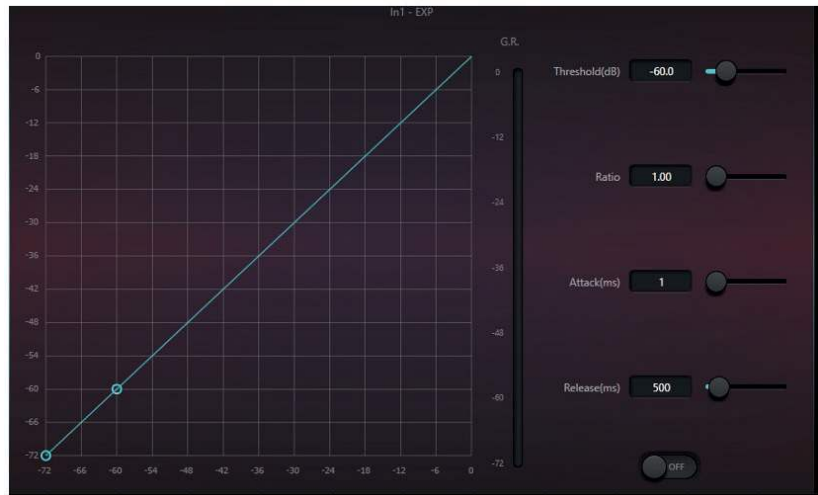 In1 - EXP
G.R.
0
-6
-12
-18
-24
-30
-36
-42
-48
-54
-60
-66
-72
-72 -66 -60 -54 -48 -42 -36 -30 -24 -18 -12 -6 0
0
-12
-24
-36
-48
-60
-72
Threshold(dB) -60.0
Ratio 1.00
Attack(ms) 1
Release(ms) 500
OFF